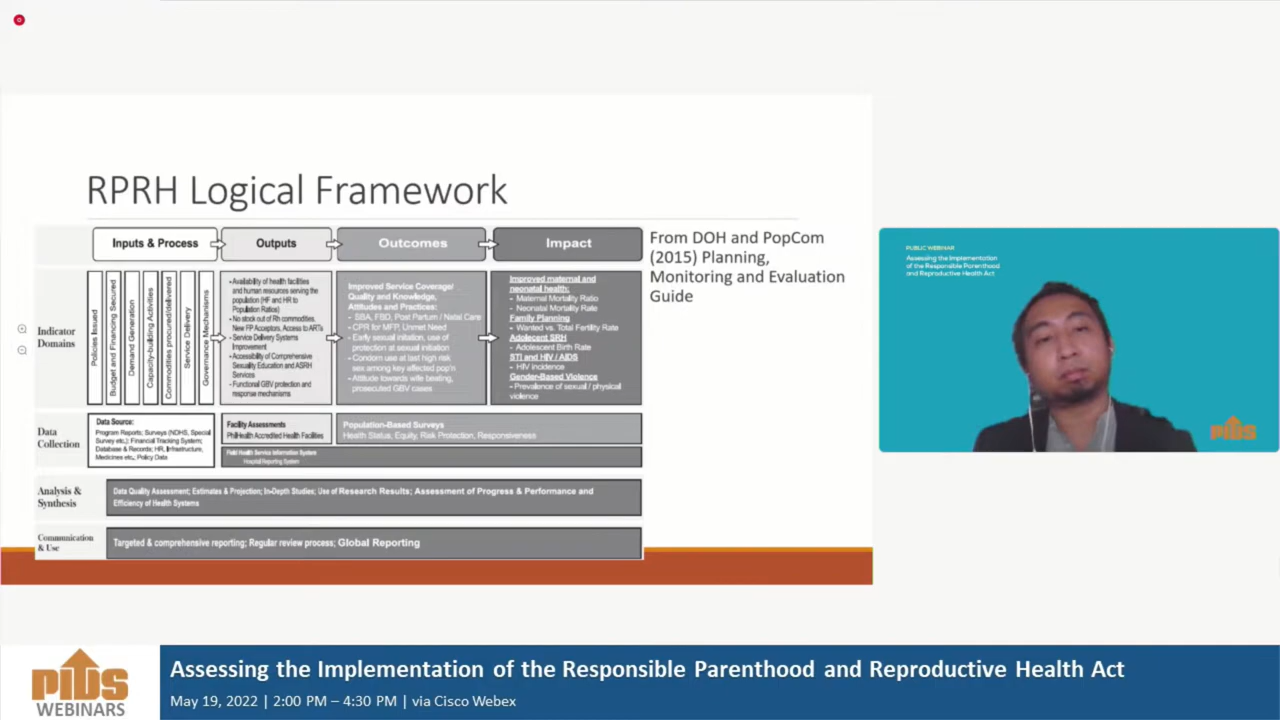 RPRH Logical Framework
Inputs & Process
Outputs
Outcomes
Impact
From DOH and PopCom
(2015) Planning,
Monitoring and Evaluation
Guide
Indicator
Domains
Policies Issued
Budget and Financing Secured
Demand Generation
Capacity-building Activities
Commodities procured/delivered
Service Delivery
Governance Mechanisms
- Availability of health facilities
and human resources serving the
population (HF and HR to
Population Ratios)
- No stock out of Rh commodities,
New FP Acceptors, Access to ARTs
- Service Delivery Systems
Improvement
- Accessibility of Comprehensive
Sexuality Education and ASRH
Services
- Functional GBV protection and
response mechanisms
Improved Service Coverage/
Quality and Knowledge,
Attitudes and Practices:
- SBA, FBD, Post Partum / Natal Care
- CPR for MFP, Unmet Need
- Early sexual initiation, use of
protection at sexual initiation
- Condom use at last high risk
sex among key affected pop'n
- Attitude towards wife beating,
prosecuted GBV cases
Improved maternal and
neonatal health:
- Maternal Mortality Ratio
- Neonatal Mortality Rate
Family Planning
- Wanted vs. Total Fertility Rate
Adolecent SRH
- Adolescent Birth Rate
STI and HIV / AIDS
- HIV incidence
Gender-Based Violence
- Prevalence of sexual / physical
violence
Data
Collection
Data Source:
Program Reports; Surveys (NDHS, Special
Survey etc.); Financial Tracking System;
Database & Records; HR, Infrastructure,
Medicines etc., Policy Data
Facility Assessments
PhilHealth Accredited Health Facilities
Population-Based Surveys
Health Status, Equity, Risk Protection, Responsiveness
Field Health Service Information System
Hospital Reporting System
Analysis &
Synthesis
Data Quality Assessment; Estimates & Projection; In-Depth Studies; Use of Research Results; Assessment of Progress & Performance and
Efficiency of Health Systems
Communication
& Use
Targeted & comprehensive reporting; Regular review process; Global Reporting
PUBLIC WEBINAR
Assessing the Implementation
of the Responsible Parenthood
and Reproductive Health Act
PIDS
PIDS
WEBINARS
Assessing the Implementation of the Responsible Parenthood and Reproductive Health Act
May 19, 2022 | 2:00 PM – 4:30 PM | via Cisco Webex